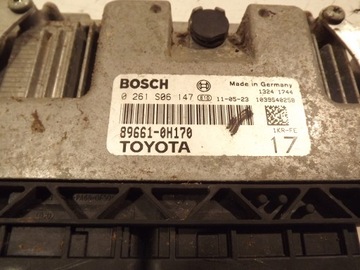 BOSCH
Made in Germany
1324 1744
0 261 S06 147 11-05-23 1039S40258
89661-0H170
1KR-FE
TOYOTA 17